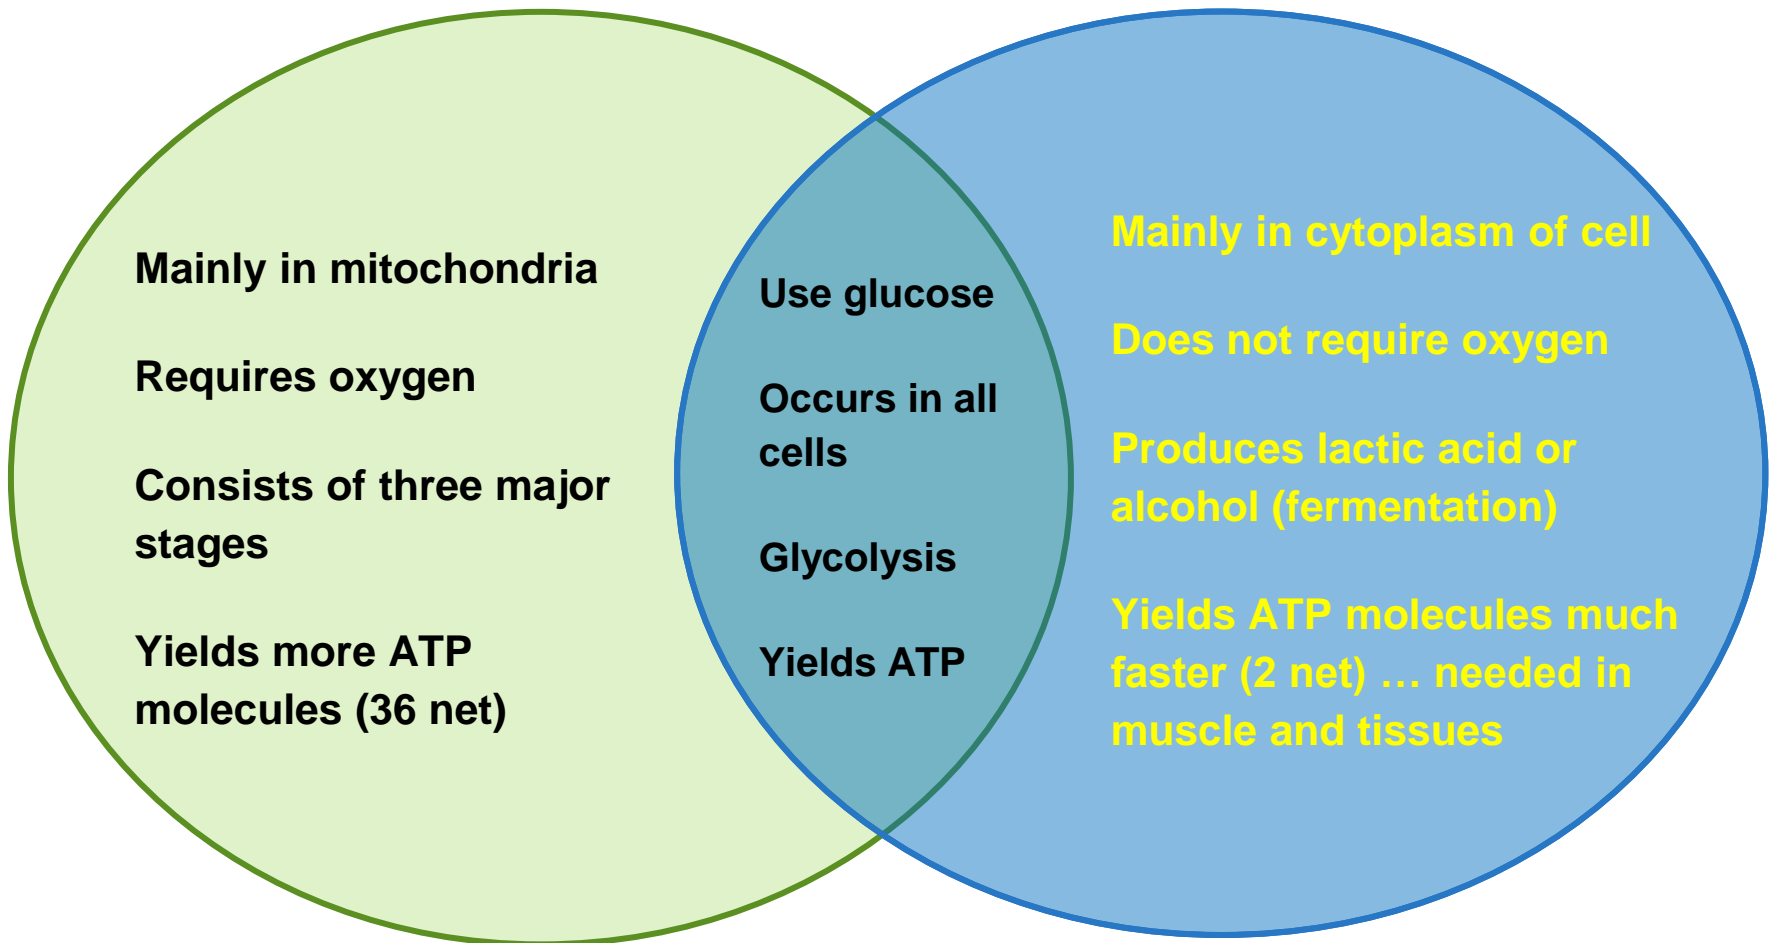 Mainly in mitochondria
Requires oxygen
Consists of three major
stages
Yields more ATP
molecules (36 net)
Use glucose
Occurs in all
cells
Glycolysis
Yields ATP
Mainly in cytoplasm of cell
Does not require oxygen
Produces lactic acid or
alcohol (fermentation)
Yields ATP molecules much
faster (2 net) … needed in
muscle and tissues